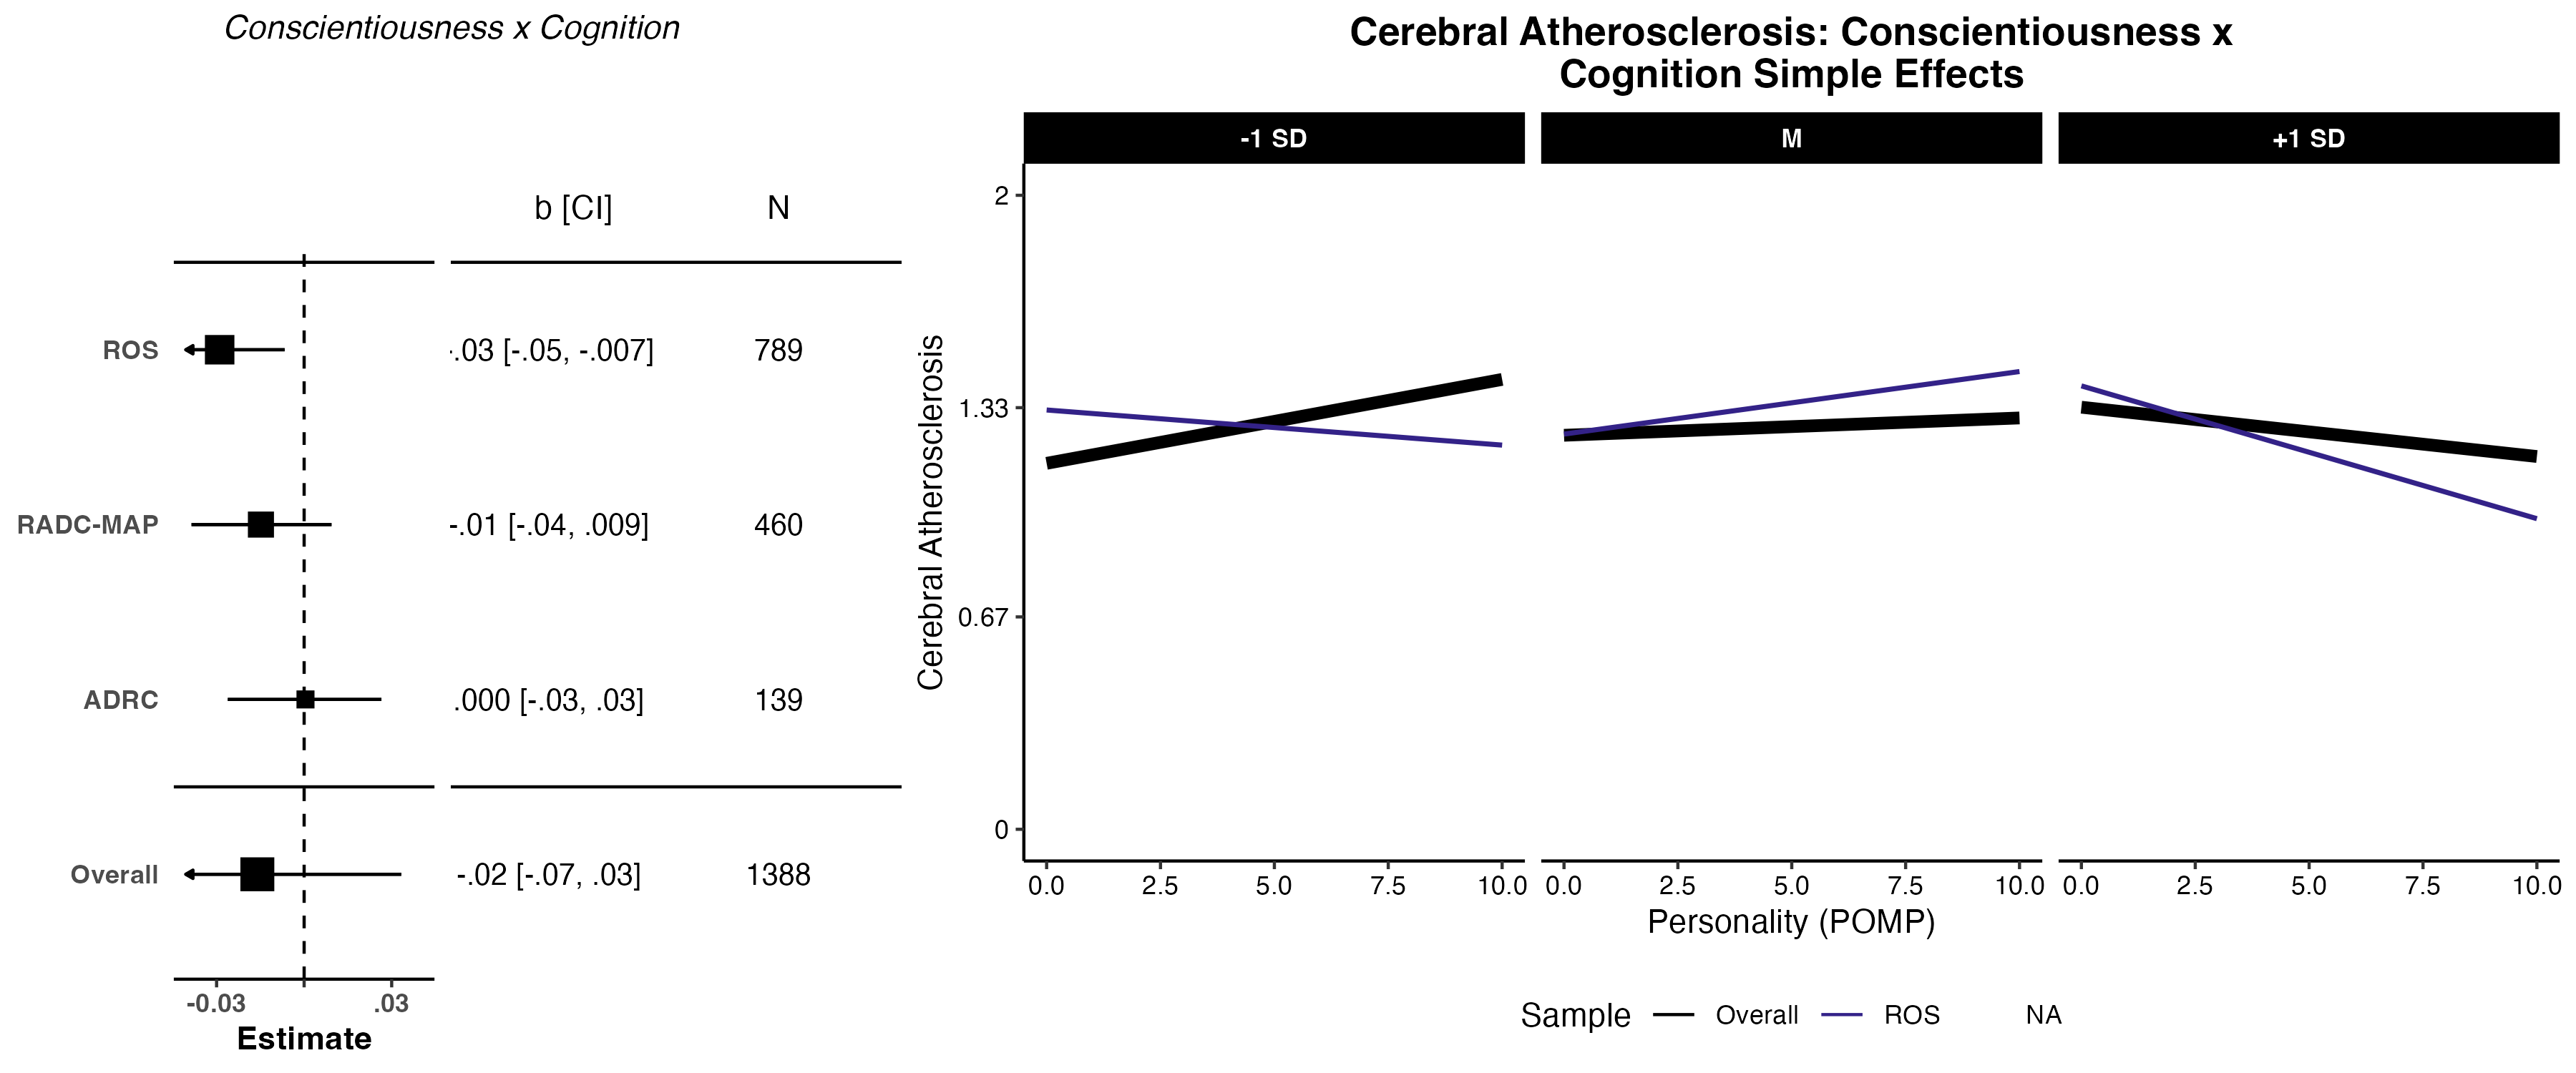 Conscientiousness x Cognition
b [CI] N
ROS -.03 [-.05, -.007] 789
RADC-MAP -.01 [-.04, .009] 460
ADRC .000 [-.03, .03] 139
Overall -.02 [-.07, .03] 1388
-0.03 .03
Estimate
Cerebral Atherosclerosis: Conscientiousness x
Cognition Simple Effects
-1 SD M +1 SD
Cerebral Atherosclerosis
2
1.33
0.67
0
0.0 2.5 5.0 7.5 10.0 0.0 2.5 5.0 7.5 10.0 0.0 2.5 5.0 7.5 10.0
Personality (POMP)
Sample Overall ROS NA